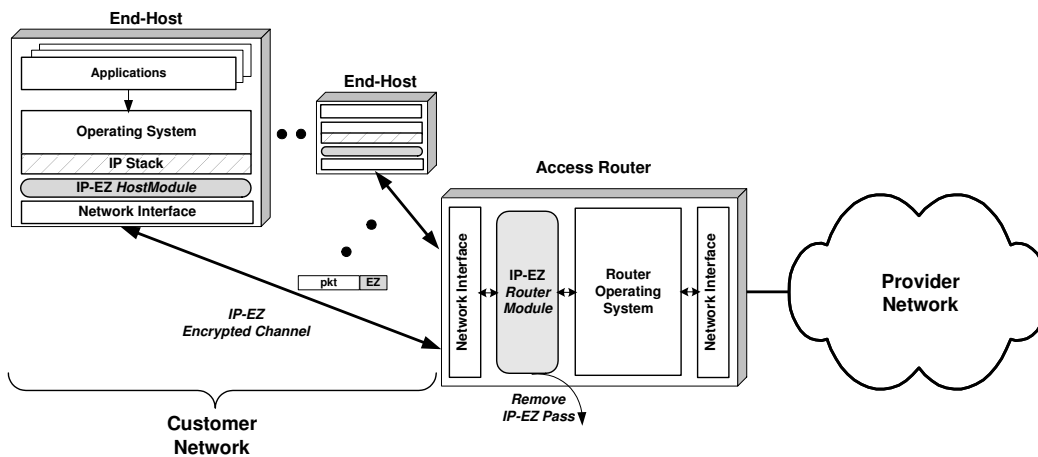 End-Host
Applications
Operating System
IP Stack
IP-EZ HostModule
Network Interface
End-Host
pkt EZ
IP-EZ
Encrypted Channel
Customer
Network
Access Router
Network Interface
IP-EZ
Router
Module
Router
Operating
System
Network Interface
Remove
IP-EZ Pass
Provider
Network